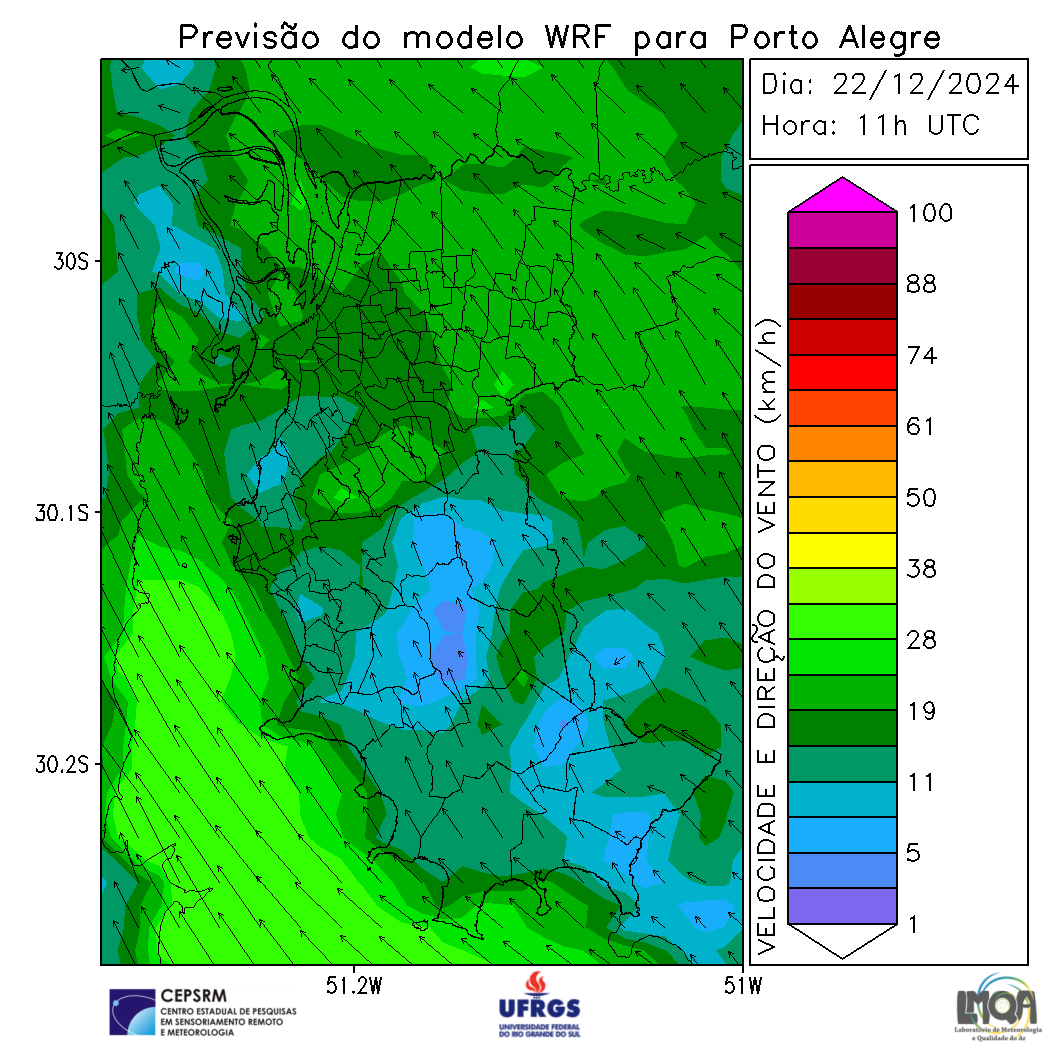 Previsão do modelo WRF para Porto Alegre
Dia: 22/12/2024
Hora: 11h UTC
30S
30.1S
30.2S
51.2W
51W
VELOCIDADE E DIREÇÃO DO VENTO (km/h)
100
88
74
61
50
38
28
19
11
5
1
CEPSRM
CENTRO ESTADUAL DE PESQUISAS
EM SENSORIAMENTO REMOTO
E METEOROLOGIA
UFRGS
UNIVERSIDADE FEDERAL
DO RIO GRANDE DO SUL
LMQA
Laboratório de Meteorologia
e Qualidade do Ar